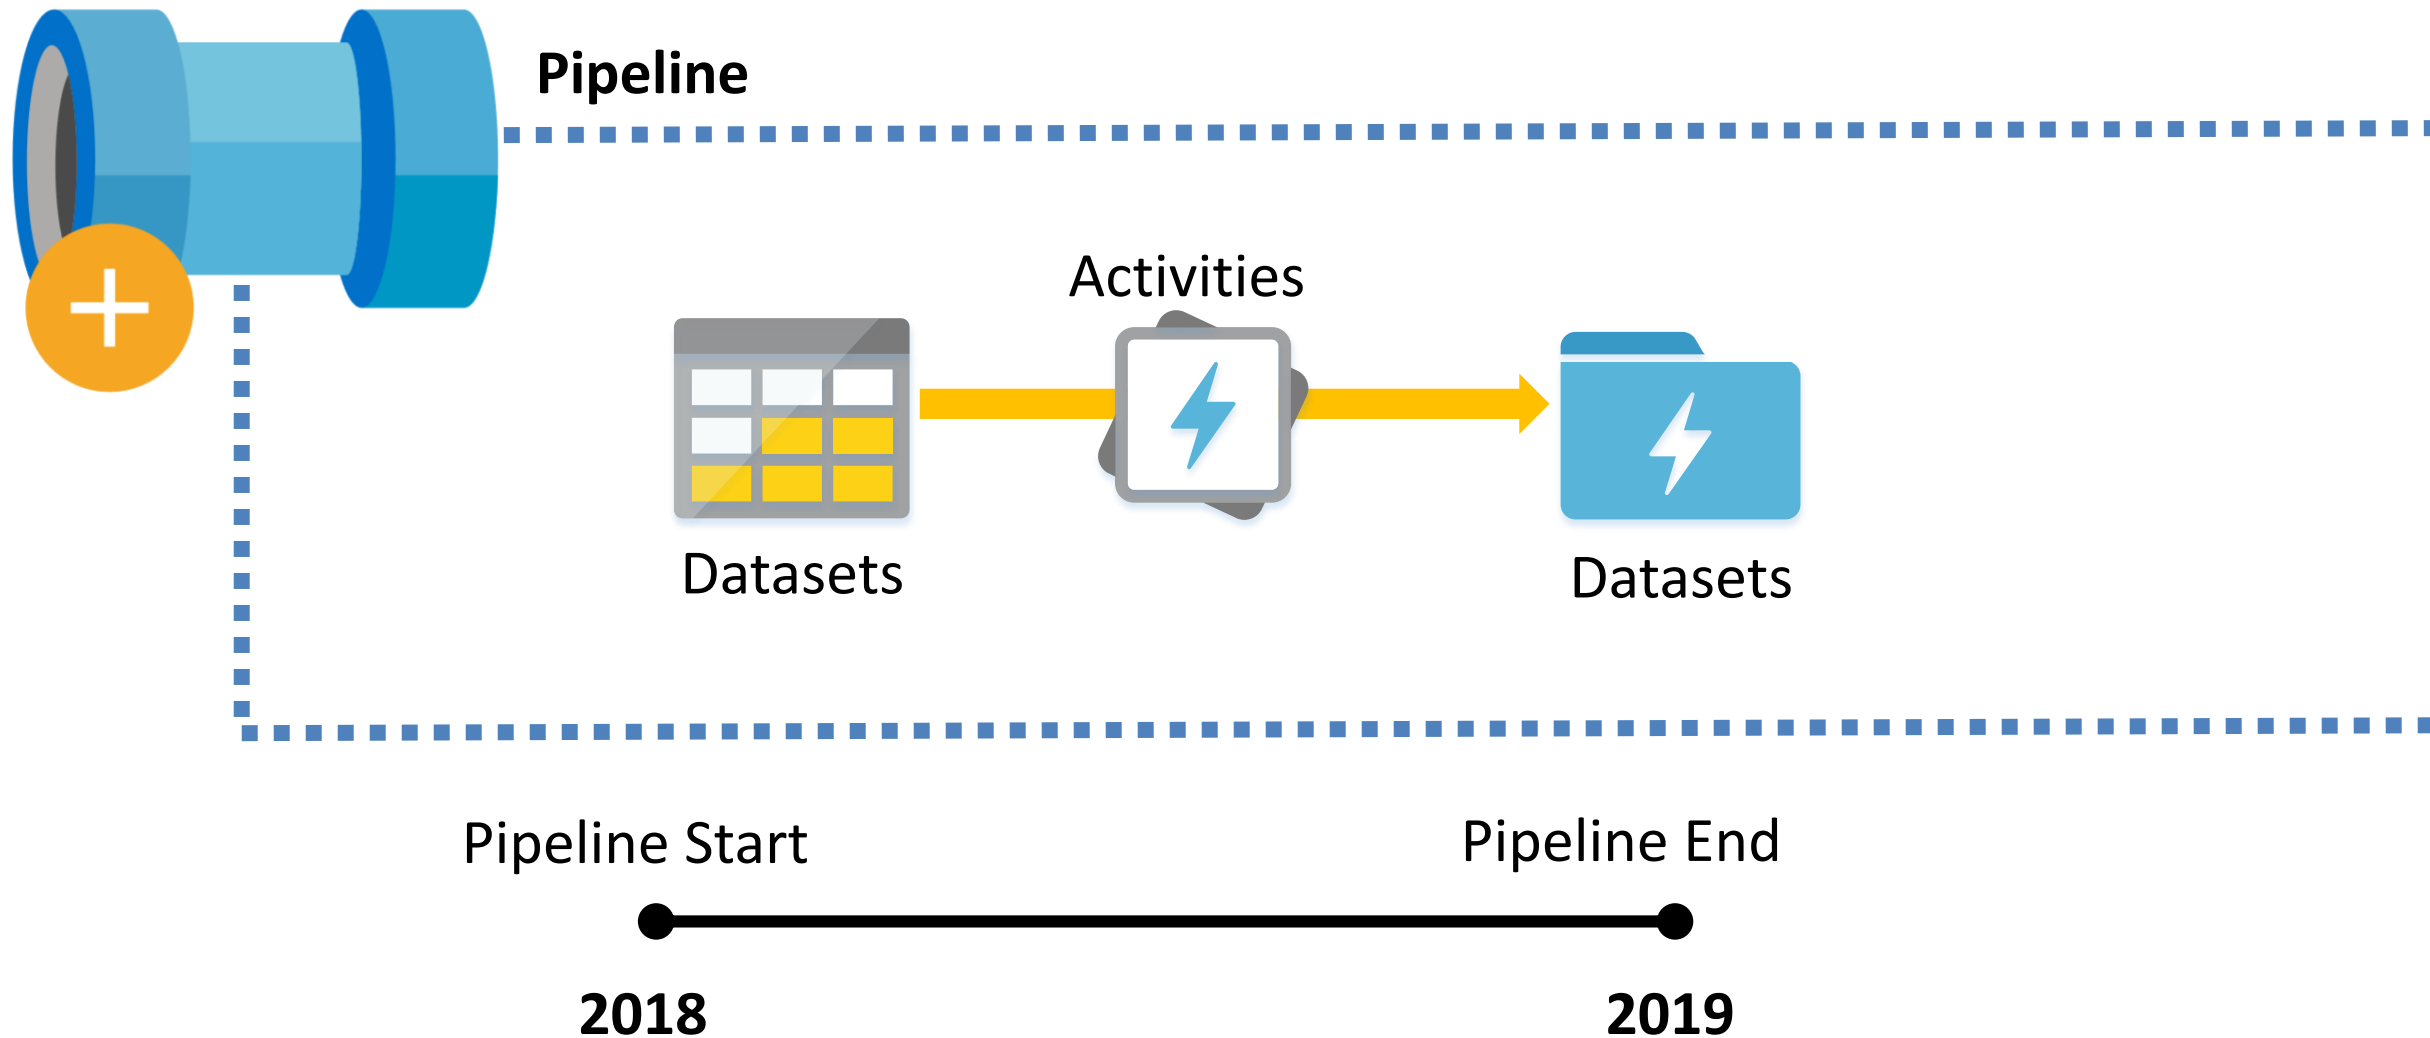 Pipeline
Activities
Datasets
Datasets
Pipeline Start
Pipeline End
2018
2019